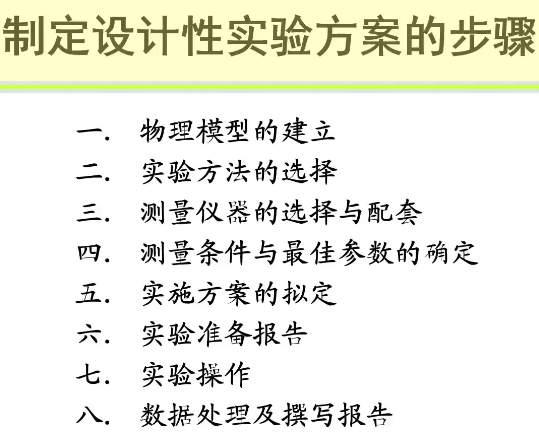 制定设计性实验方案的步骤
一. 物理模型的建立
二. 实验方法的选择
三. 测量仪器的选择与配套
四. 测量条件与最佳参数的确定
五. 实施方案的拟定
六. 实验准备报告
七. 实验操作
八. 数据处理及撰写报告